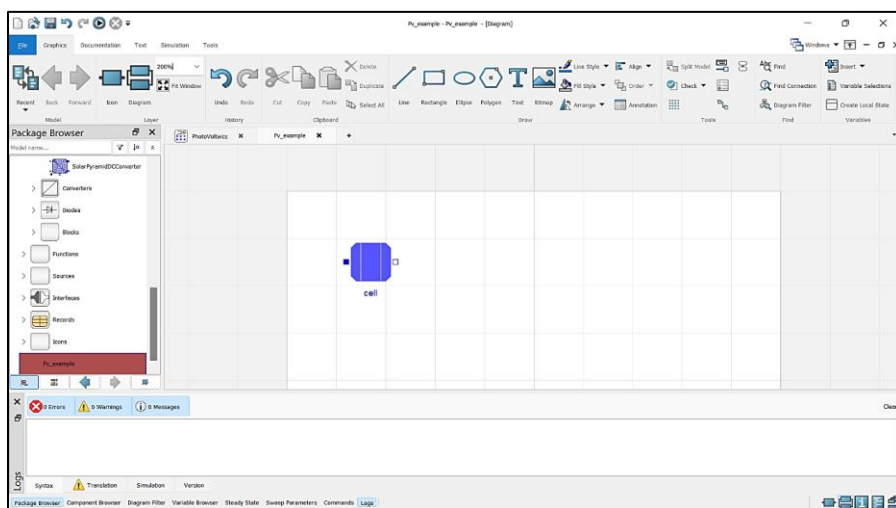 Pv_example - Pv_example - [Diagram]
File Graphics Documentation Text Simulation Tools Windows
200%
Fit Window
Recent Back Forward Icon Diagram Undo Redo Cut Copy Paste Delete
Duplicate
Select All
Line Rectangle Ellipse Polygon Text Bitmap
Line Style Align
Fill Style Order
Arrange Annotation
Split Model
Check
Find
Find Connection
Diagram Filter
Insert
Variable Selections
Create Local State
Model Layer History Clipboard Draw Tools Find Variables
Package Browser
Model name...
PhotoVoltaics Pv_example
SolarPyramidDCConverter
Converters
Diodes
Blocks
Functions
Sources
Interfaces
Records
Icons
Pv_example
cell
0 Errors 0 Warnings 0 Messages Clear
Logs
Syntax Translation Simulation Version
Package Browser Component Browser Diagram Filter Variable Browser Steady State Sweep Parameters Commands Logs